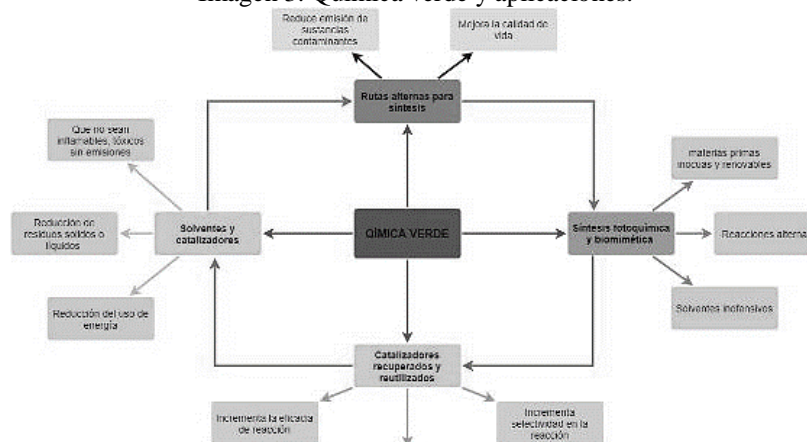 Imagen 3. Química verde y aplicaciones.
Reduce emisión de
sustancias
contaminantes
Mejora la calidad de
vida
Rutas alternas para
síntesis
Que no sean
inflamables, tóxicos
sin emisiones
materias primas
inocuas y renovables
Reducción de
residuos sólidos o
líquidos
Solventes y
catalizadores
QÍMICA VERDE
Síntesis fotoquímica
y biomimética
Reacciones alterna
Reducción del uso de
energía
Solventes inofensivos
Catalizadores
recuperados y
reutilizados
Incrementa la eficacia
de reacción
Incrementa
selectividad en la
reacción